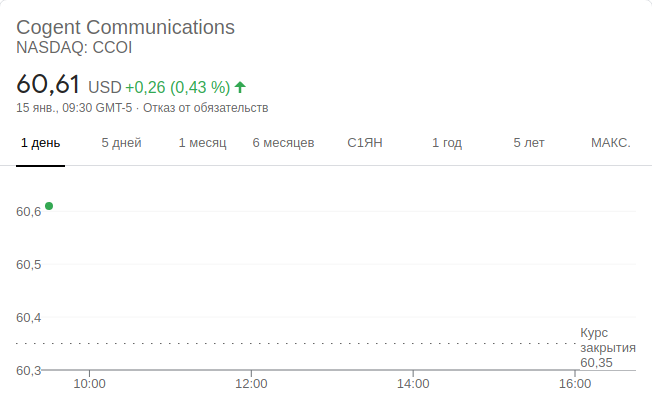 Cogent Communications
NASDAQ: CCOI
60,61 USD +0,26 (0,43 %)
15 янв., 09:30 GMT-5 · Отказ от обязательств
1 день 5 дней 1 месяц 6 месяцев С1ЯН 1 год 5 лет МАКС.
60,6
60,5
60,4
Курс
закрытия
60,35
60,3
10:00 12:00 14:00 16:00